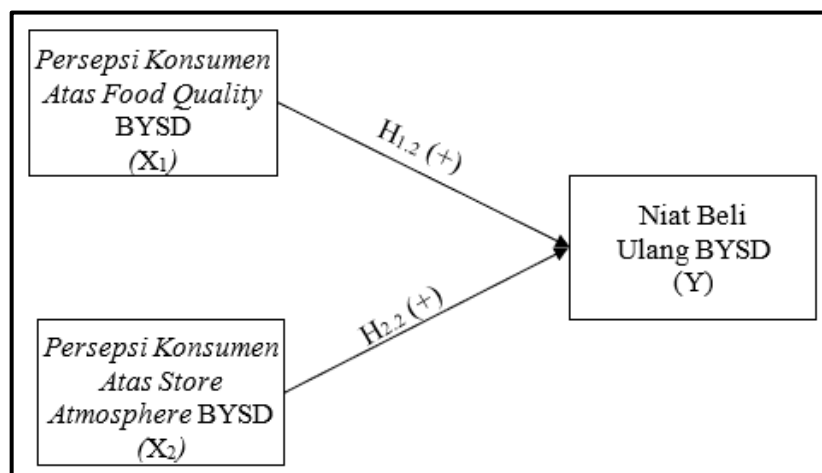 Persepsi Konsumen
Atas Food Quality
BYSD
(X₁)
H₁.₂ (+)
Niat Beli
Ulang BYSD
(Y)
H₂.₂ (+)
Persepsi Konsumen
Atas Store
Atmosphere BYSD
(X₂)